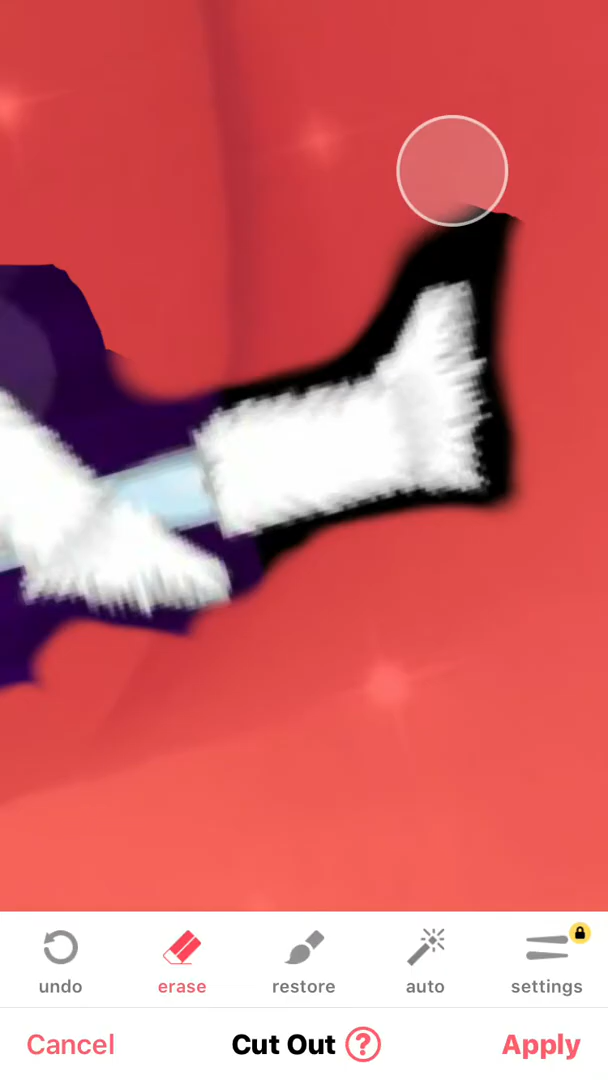 undo
erase
restore
auto
settings
Cancel
Cut Out ?
Apply